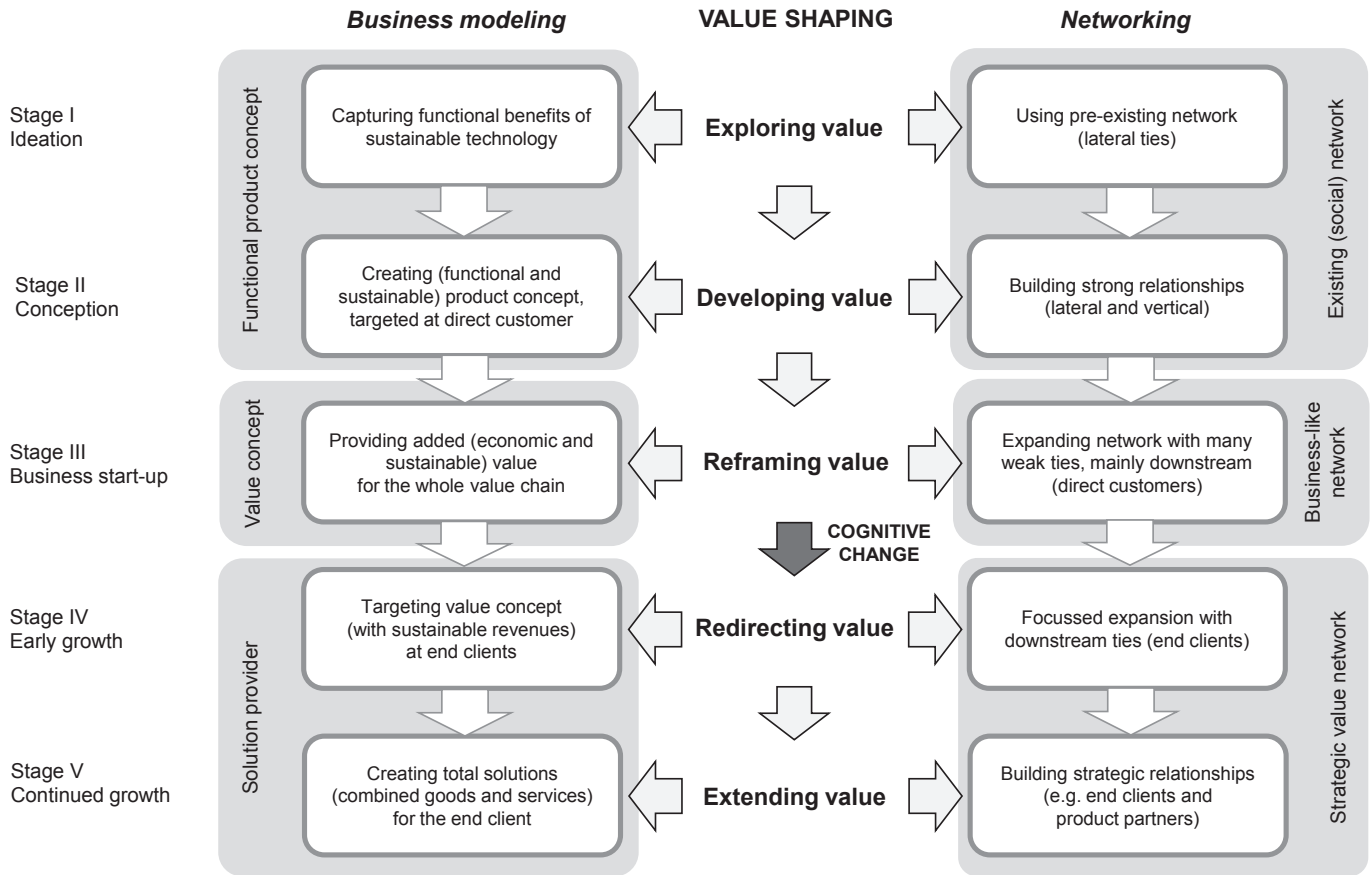 Business modeling
VALUE SHAPING
Networking
Stage I
Ideation
Functional product concept
Capturing functional benefits of
sustainable technology
Exploring value
Using pre-existing network
(lateral ties)
Existing (social) network
Stage II
Conception
Creating (functional and
sustainable) product concept,
targeted at direct customer
Developing value
Building strong relationships
(lateral and vertical)
Stage III
Business start-up
Value concept
Providing added (economic and
sustainable) value
for the whole value chain
Reframing value
Expanding network with many
weak ties, mainly downstream
(direct customers)
Business-like
network
COGNITIVE
CHANGE
Stage IV
Early growth
Solution provider
Targeting value concept
(with sustainable revenues)
at end clients
Redirecting value
Focussed expansion with
downstream ties (end clients)
Strategic value network
Stage V
Continued growth
Creating total solutions
(combined goods and services)
for the end client
Extending value
Building strategic relationships
(e.g. end clients and
product partners)